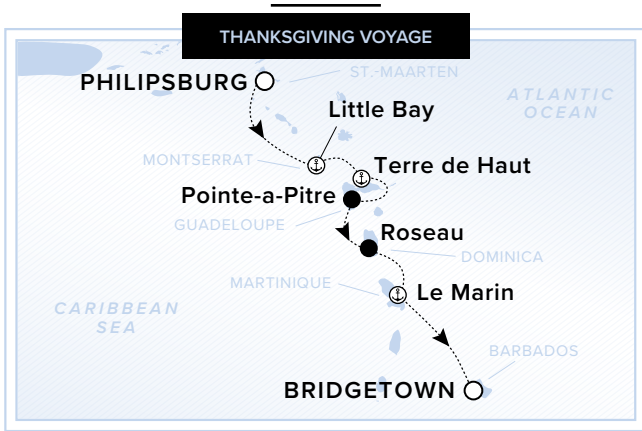 THANKSGIVING VOYAGE
ST.-MAARTEN
PHILIPSBURG
ATLANTIC
OCEAN
Little Bay
MONTSERRAT
Terre de Haut
Pointe-a-Pitre
GUADELOUPE
Roseau
DOMINICA
MARTINIQUE
Le Marin
CARIBBEAN
SEA
BARBADOS
BRIDGETOWN